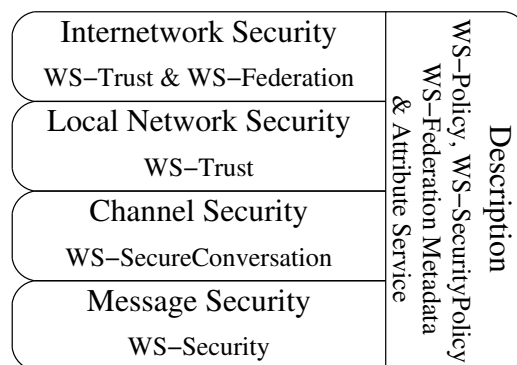 Internetwork Security
WS−Trust & WS−Federation
Local Network Security
WS−Trust
Channel Security
WS−SecureConversation
Message Security
WS−Security
Description
WS−Policy, WS−SecurityPolicy
WS−Federation Metadata
& Attribute Service